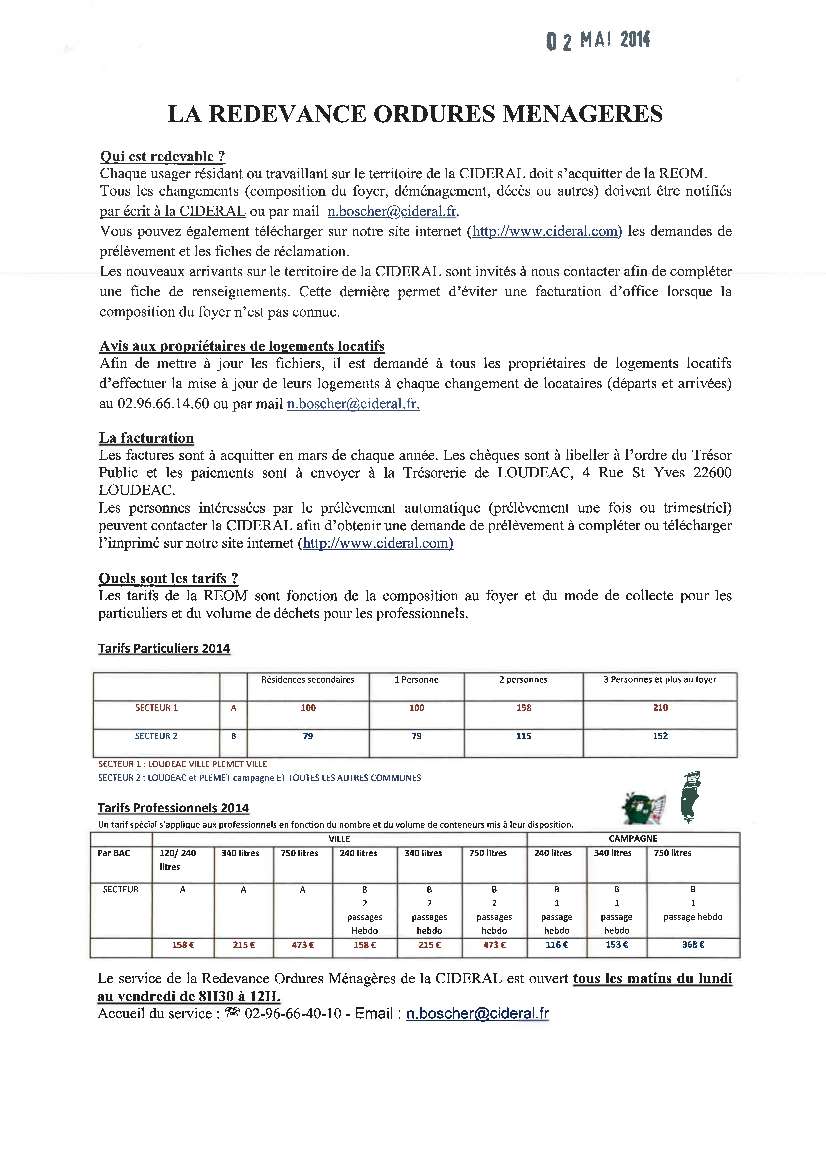 02 MAI 2014
LA REDEVANCE ORDURES MENAGERES
Qui est redevable ?
Chaque usager résidant ou travaillant sur le territoire de la CIDERAL doit s'acquitter de la REOM.
Tous les changements (composition du foyer, déménagement, décès ou autres) doivent être notifiés
par écrit à la CIDERAL ou par mail n.boscher@cideral.fr.
Vous pouvez également télécharger sur notre site internet (http://www.cideral.com) les demandes de
prélèvement et les fiches de réclamation.
Les nouveaux arrivants sur le territoire de la CIDERAL sont invités à nous contacter afin de compléter
une fiche de renseignements. Cette dernière permet d'éviter une facturation d'office lorsque la
composition du foyer n'est pas connue.
Avis aux propriétaires de logements locatifs
Afin de mettre à jour les fichiers, il est demandé à tous les propriétaires de logements locatifs
d'effectuer la mise à jour de leurs logements à chaque changement de locataires (départs et arrivées)
au 02.96.66.14.60 ou par mail n.boscher@cideral.fr.
La facturation
Les factures sont à acquitter en mars de chaque année. Les chèques sont à libeller à l'ordre du Trésor
Public et les paiements sont à envoyer à la Trésorerie de LOUDEAC, 4 Rue St Yves 22600
LOUDEAC.
Les personnes intéressées par le prélèvement automatique (prélèvement une fois ou trimestriel)
peuvent contacter la CIDERAL afin d'obtenir une demande de prélèvement à compléter ou télécharger
l'imprimé sur notre site internet (http://www.cideral.com)
Quels sont les tarifs ?
Les tarifs de la REOM sont fonction de la composition au foyer et du mode de collecte pour les
particuliers et du volume de déchets pour les professionnels.
Tarifs Particuliers 2014
Résidences secondaires 1 Personne 2 personnes 3 Personnes et plus au foyer
SECTEUR 1 A 100 100 158 210
SECTEUR 2 B 79 79 115 152
SECTEUR 1 : LOUDEAC VILLE PLEMET VILLE
SECTEUR 2 : LOUDEAC et PLEMET campagne ET TOUTES LES AUTRES COMMUNES
Tarifs Professionnels 2014
Un tarif spécial s'applique aux professionnels en fonction du nombre et du volume de conteneurs mis à leur disposition.
VILLE CAMPAGNE
Par BAC 120/ 240 340 litres 750 litres 240 litres 340 litres 750 litres 240 litres 340 litres 750 litres
litres
SECTEUR A A A B B B B B B
2 2 2 1 1 1
passages passages passages passage passage passage hebdo
Hebdo hebdo hebdo hebdo hebdo
158 € 215 € 473 € 158 € 215 € 473 € 116 € 153 € 368 €
Le service de la Redevance Ordures Ménagères de la CIDERAL est ouvert tous les matins du lundi
au vendredi de 8H30 à 12H.
Accueil du service : ☎ 02-96-66-40-10 - Email : n.boscher@cideral.fr